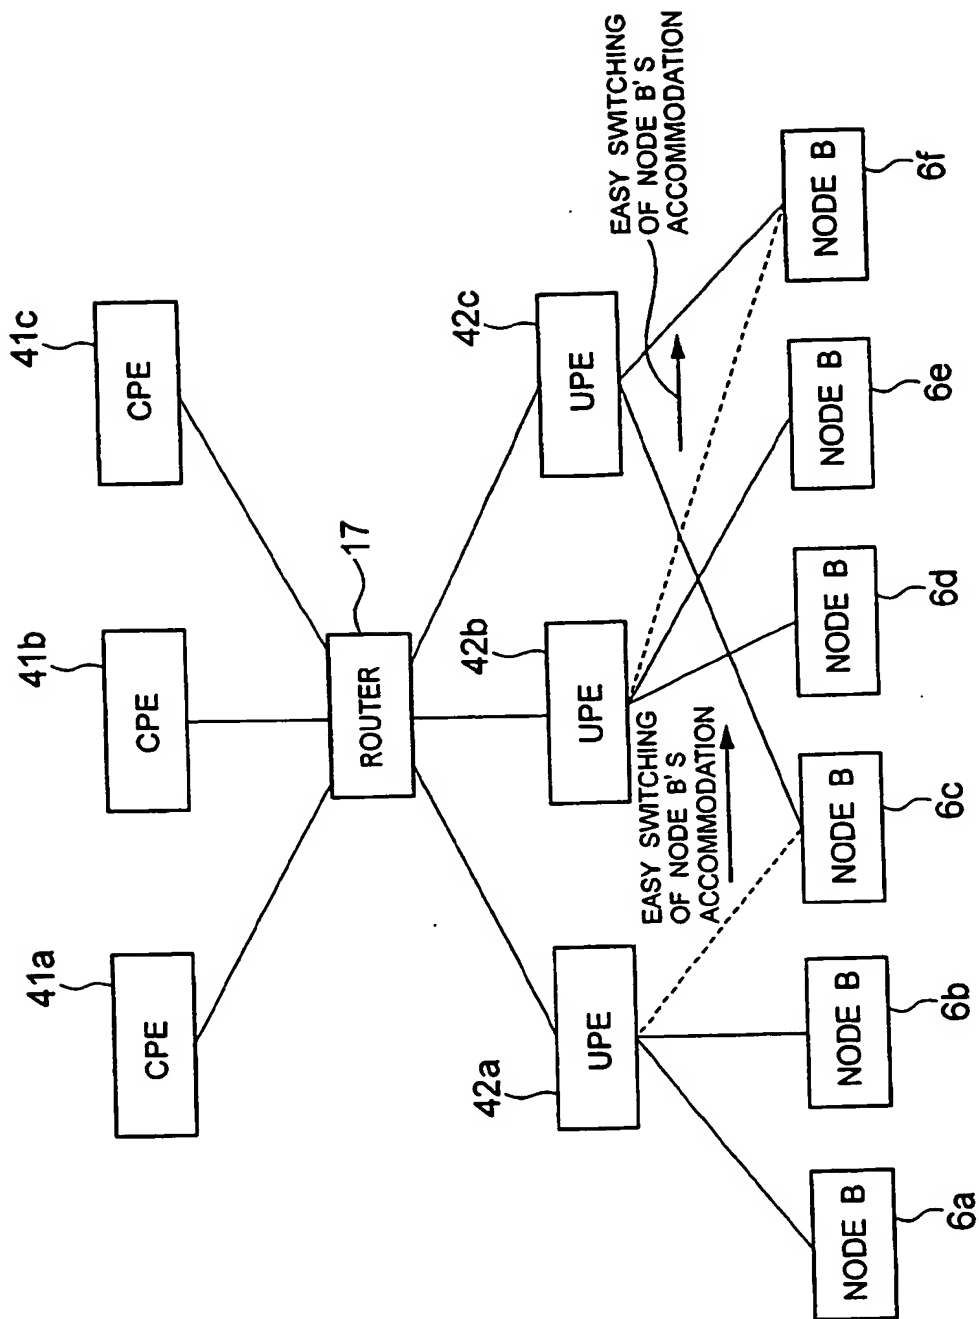 41a
CPE
41b
CPE
41c
CPE
17
ROUTER
42a
UPE
42b
UPE
42c
UPE
EASY SWITCHING
OF NODE B'S
ACCOMMODATION
EASY SWITCHING
OF NODE B'S
ACCOMMODATION
NODE B
6a
NODE B
6b
NODE B
6c
NODE B
6d
NODE B
6e
NODE B
6f